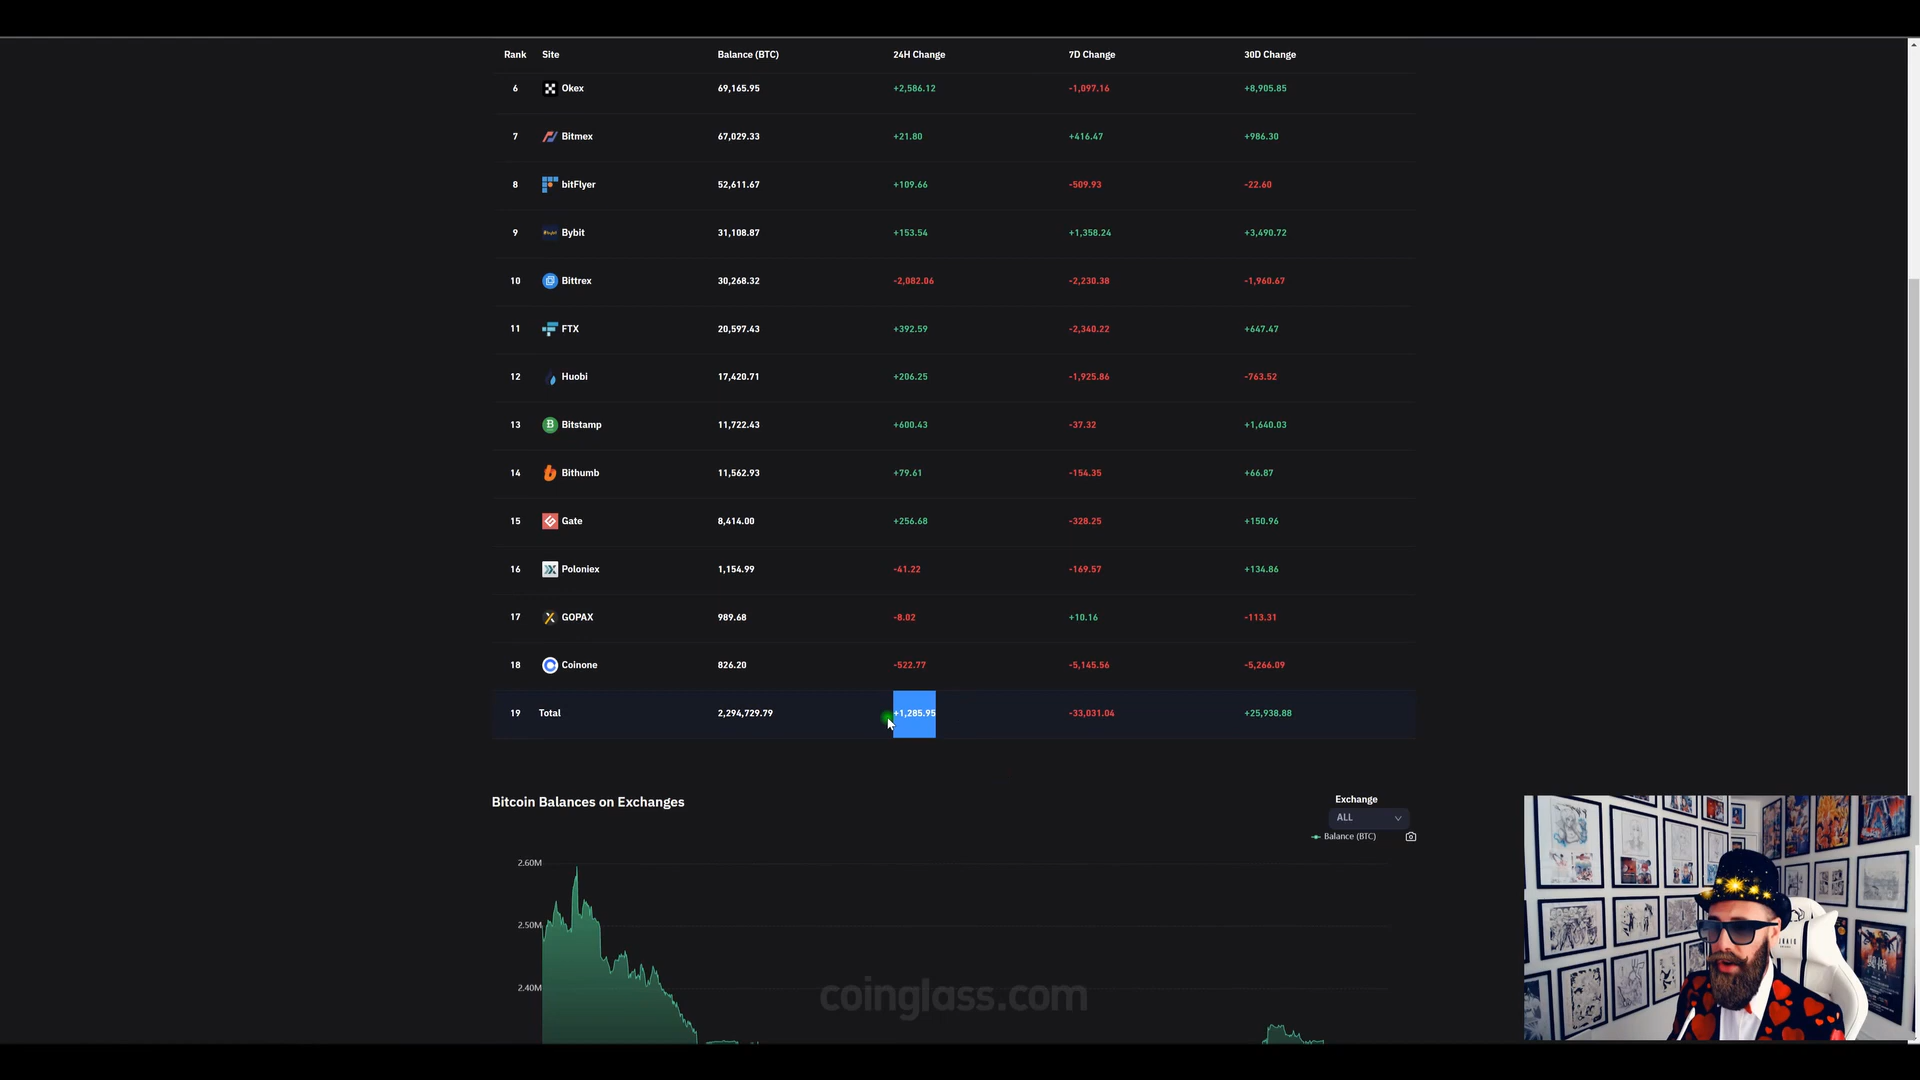 Rank Site Balance (BTC) 24H Change 7D Change 30D Change
6 Okex 69,165.95 +2,586.12 -1,097.16 +8,905.85
7 Bitmex 67,029.33 +21.80 +416.47 +986.30
8 bitFlyer 52,611.67 +109.66 -509.93 -22.60
9 Bybit 31,108.87 +153.54 +1,358.24 +3,490.72
10 Bittrex 30,268.32 -2,082.06 -2,230.38 -1,960.67
11 FTX 20,597.43 +392.59 -2,340.22 +647.47
12 Huobi 17,420.71 +206.25 -1,925.86 -763.52
13 Bitstamp 11,722.43 +600.43 -37.32 +1,640.03
14 Bithumb 11,562.93 +79.61 -154.35 +66.87
15 Gate 8,414.00 +256.68 -328.25 +150.96
16 Poloniex 1,154.99 -41.22 -169.57 +134.86
17 GOPAX 989.68 -8.02 +10.16 -113.31
18 Coinone 826.20 -522.77 -5,145.56 -5,266.09
19 Total 2,294,729.79 +1,285.95 -33,031.04 +25,938.88
Bitcoin Balances on Exchanges
Exchange
ALL
Balance (BTC)
2.60M
2.50M
2.40M
coinglass.com